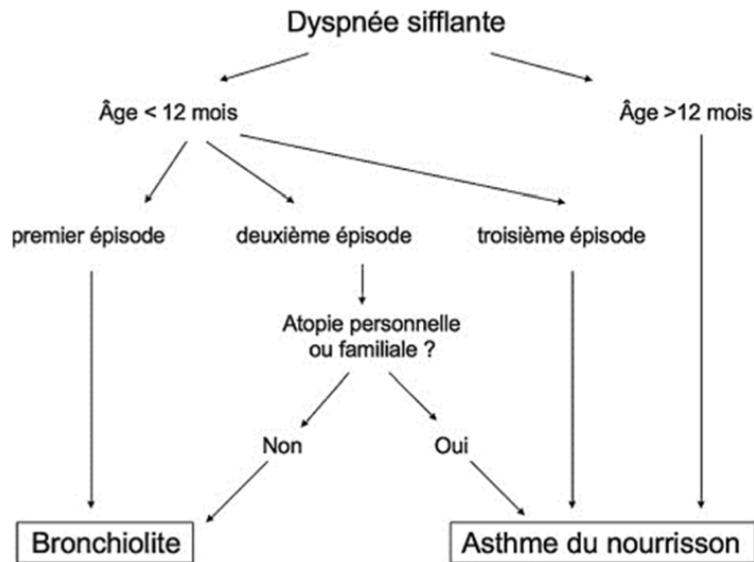 Dyspnée sifflante
Âge < 12 mois
Âge >12 mois
premier épisode
deuxième épisode
troisième épisode
Atopie personnelle
ou familiale ?
Non
Oui
Bronchiolite
Asthme du nourrisson